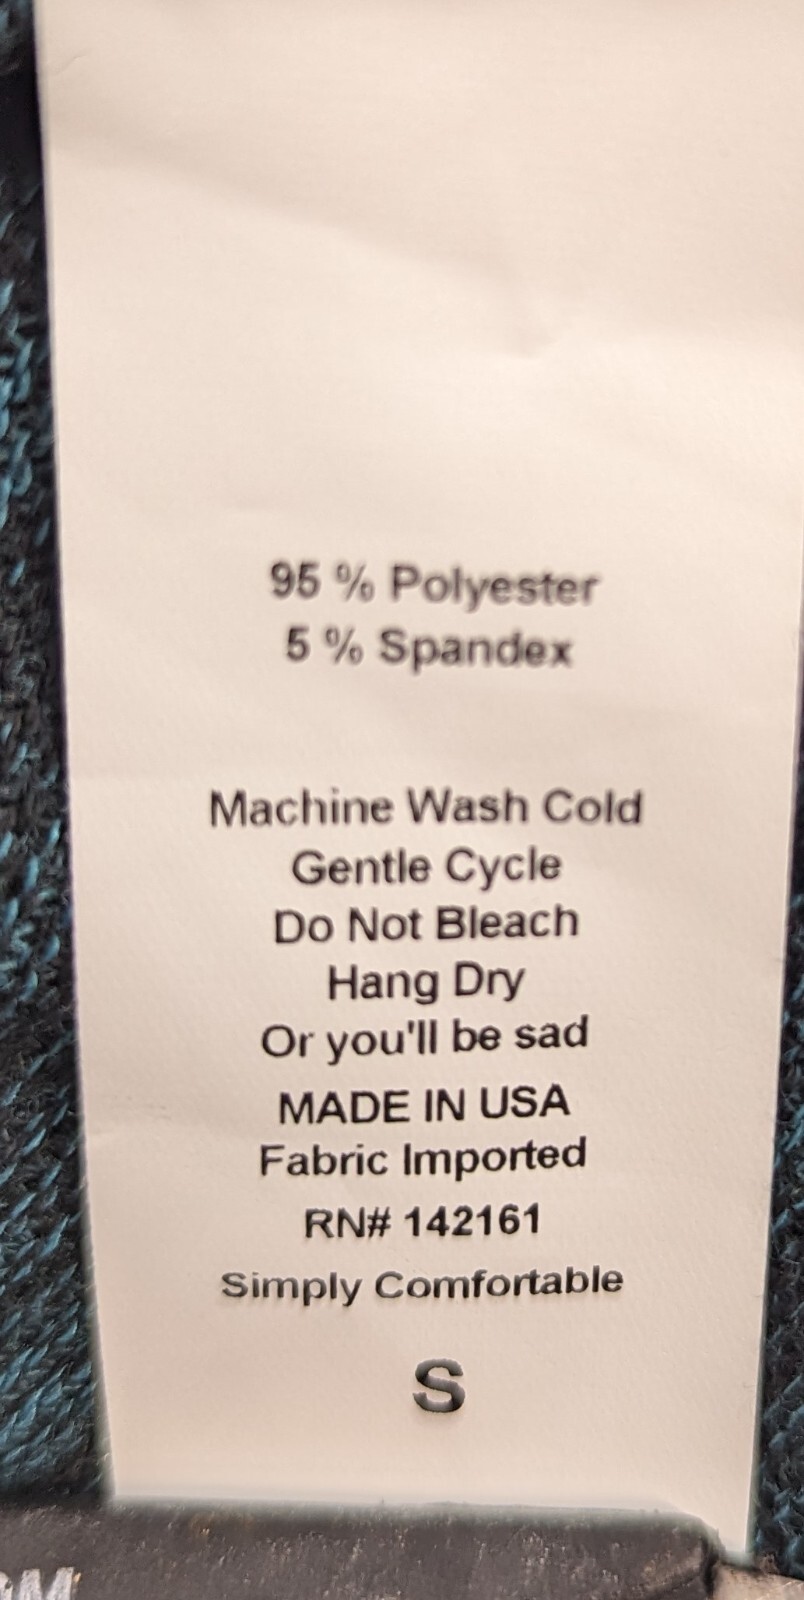 95 % Polyester
5 % Spandex
Machine Wash Cold
Gentle Cycle
Do Not Bleach
Hang Dry
Or you'll be sad
MADE IN USA
Fabric Imported
RN# 142161
Simply Comfortable
S